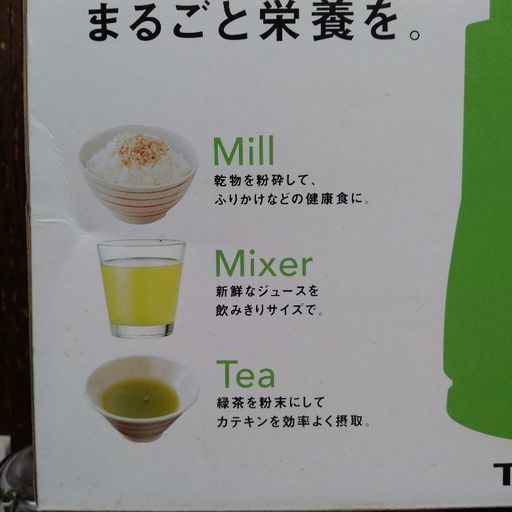 まるごと栄養を。
Mill
乾物を粉砕して、
ふりかけなどの健康食に。
Mixer
新鮮なジュースを
飲みきりサイズで。
Tea
緑茶を粉末にして
カテキンを効率よく摂取。
T